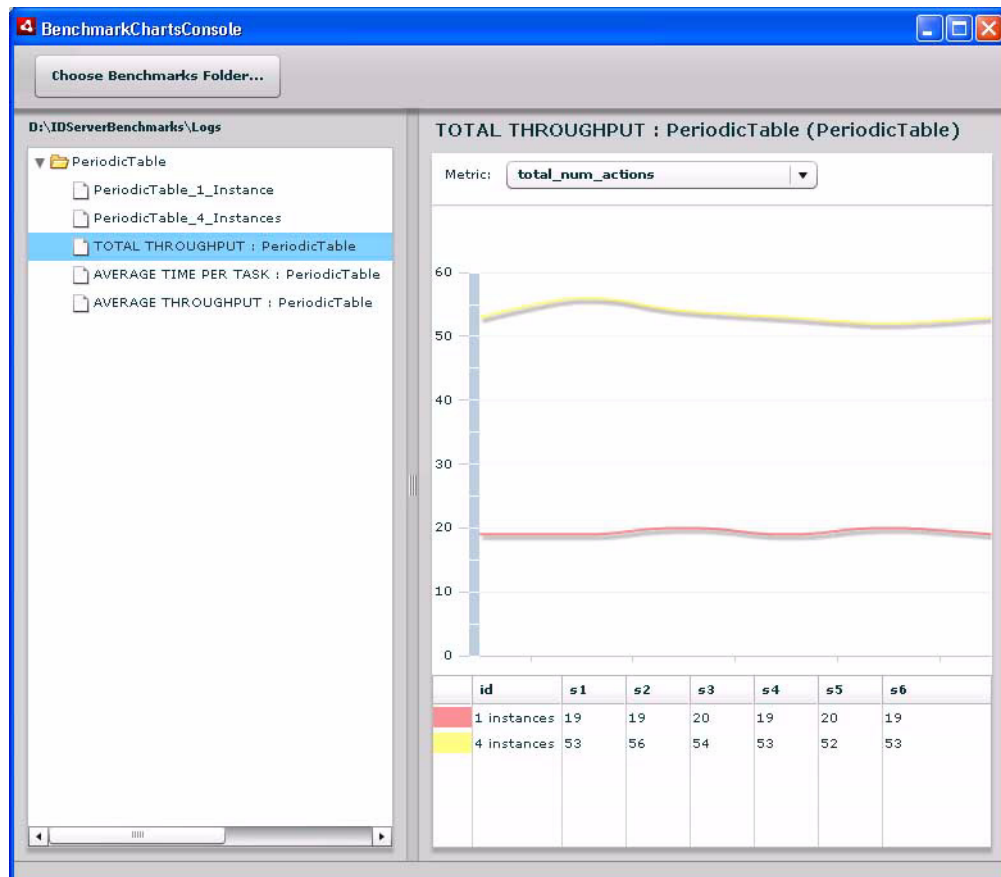 BenchmarkChartsConsole
Choose Benchmarks Folder...
D:\IDServerBenchmarks\Logs
PeriodicTable
PeriodicTable_1_Instance
PeriodicTable_4_Instances
TOTAL THROUGHPUT : PeriodicTable
AVERAGE TIME PER TASK : PeriodicTable
AVERAGE THROUGHPUT : PeriodicTable
TOTAL THROUGHPUT : PeriodicTable (PeriodicTable)
Metric: total_num_actions
60
50
40
30
20
10
0
id s1 s2 s3 s4 s5 s6
1 instances 19 19 20 19 20 19
4 instances 53 56 54 53 52 53